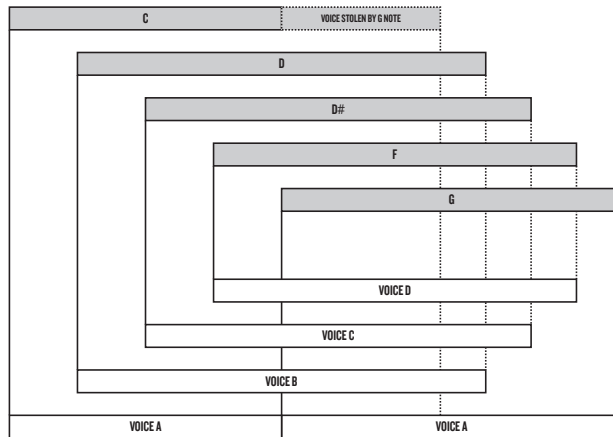 C VOICE STOLEN BY G NOTE
D
D#
F
G
VOICE D
VOICE C
VOICE B
VOICE A VOICE A